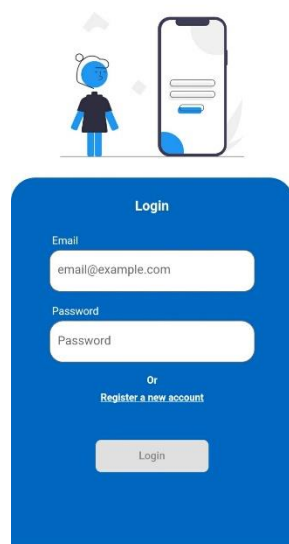 Login
Email
email@example.com
Password
Password
Or
Register a new account
Login